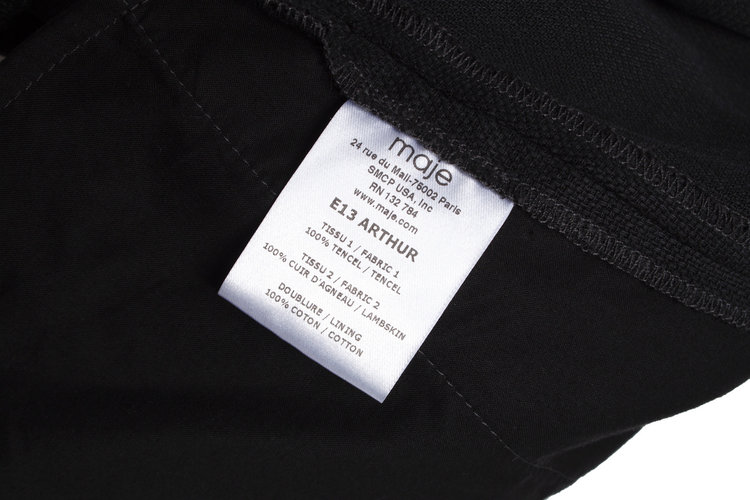 maje
24 rue du Mail-75002 Paris
SMCP USA, Inc
RN 132 784
www.maje.com
E13 ARTHUR
TISSU 1 / FABRIC 1
100% TENCEL / TENCEL
TISSU 2 / FABRIC 2
100% CUIR D'AGNEAU / LAMBSKIN
DOUBLURE / LINING
100% COTON / COTTON